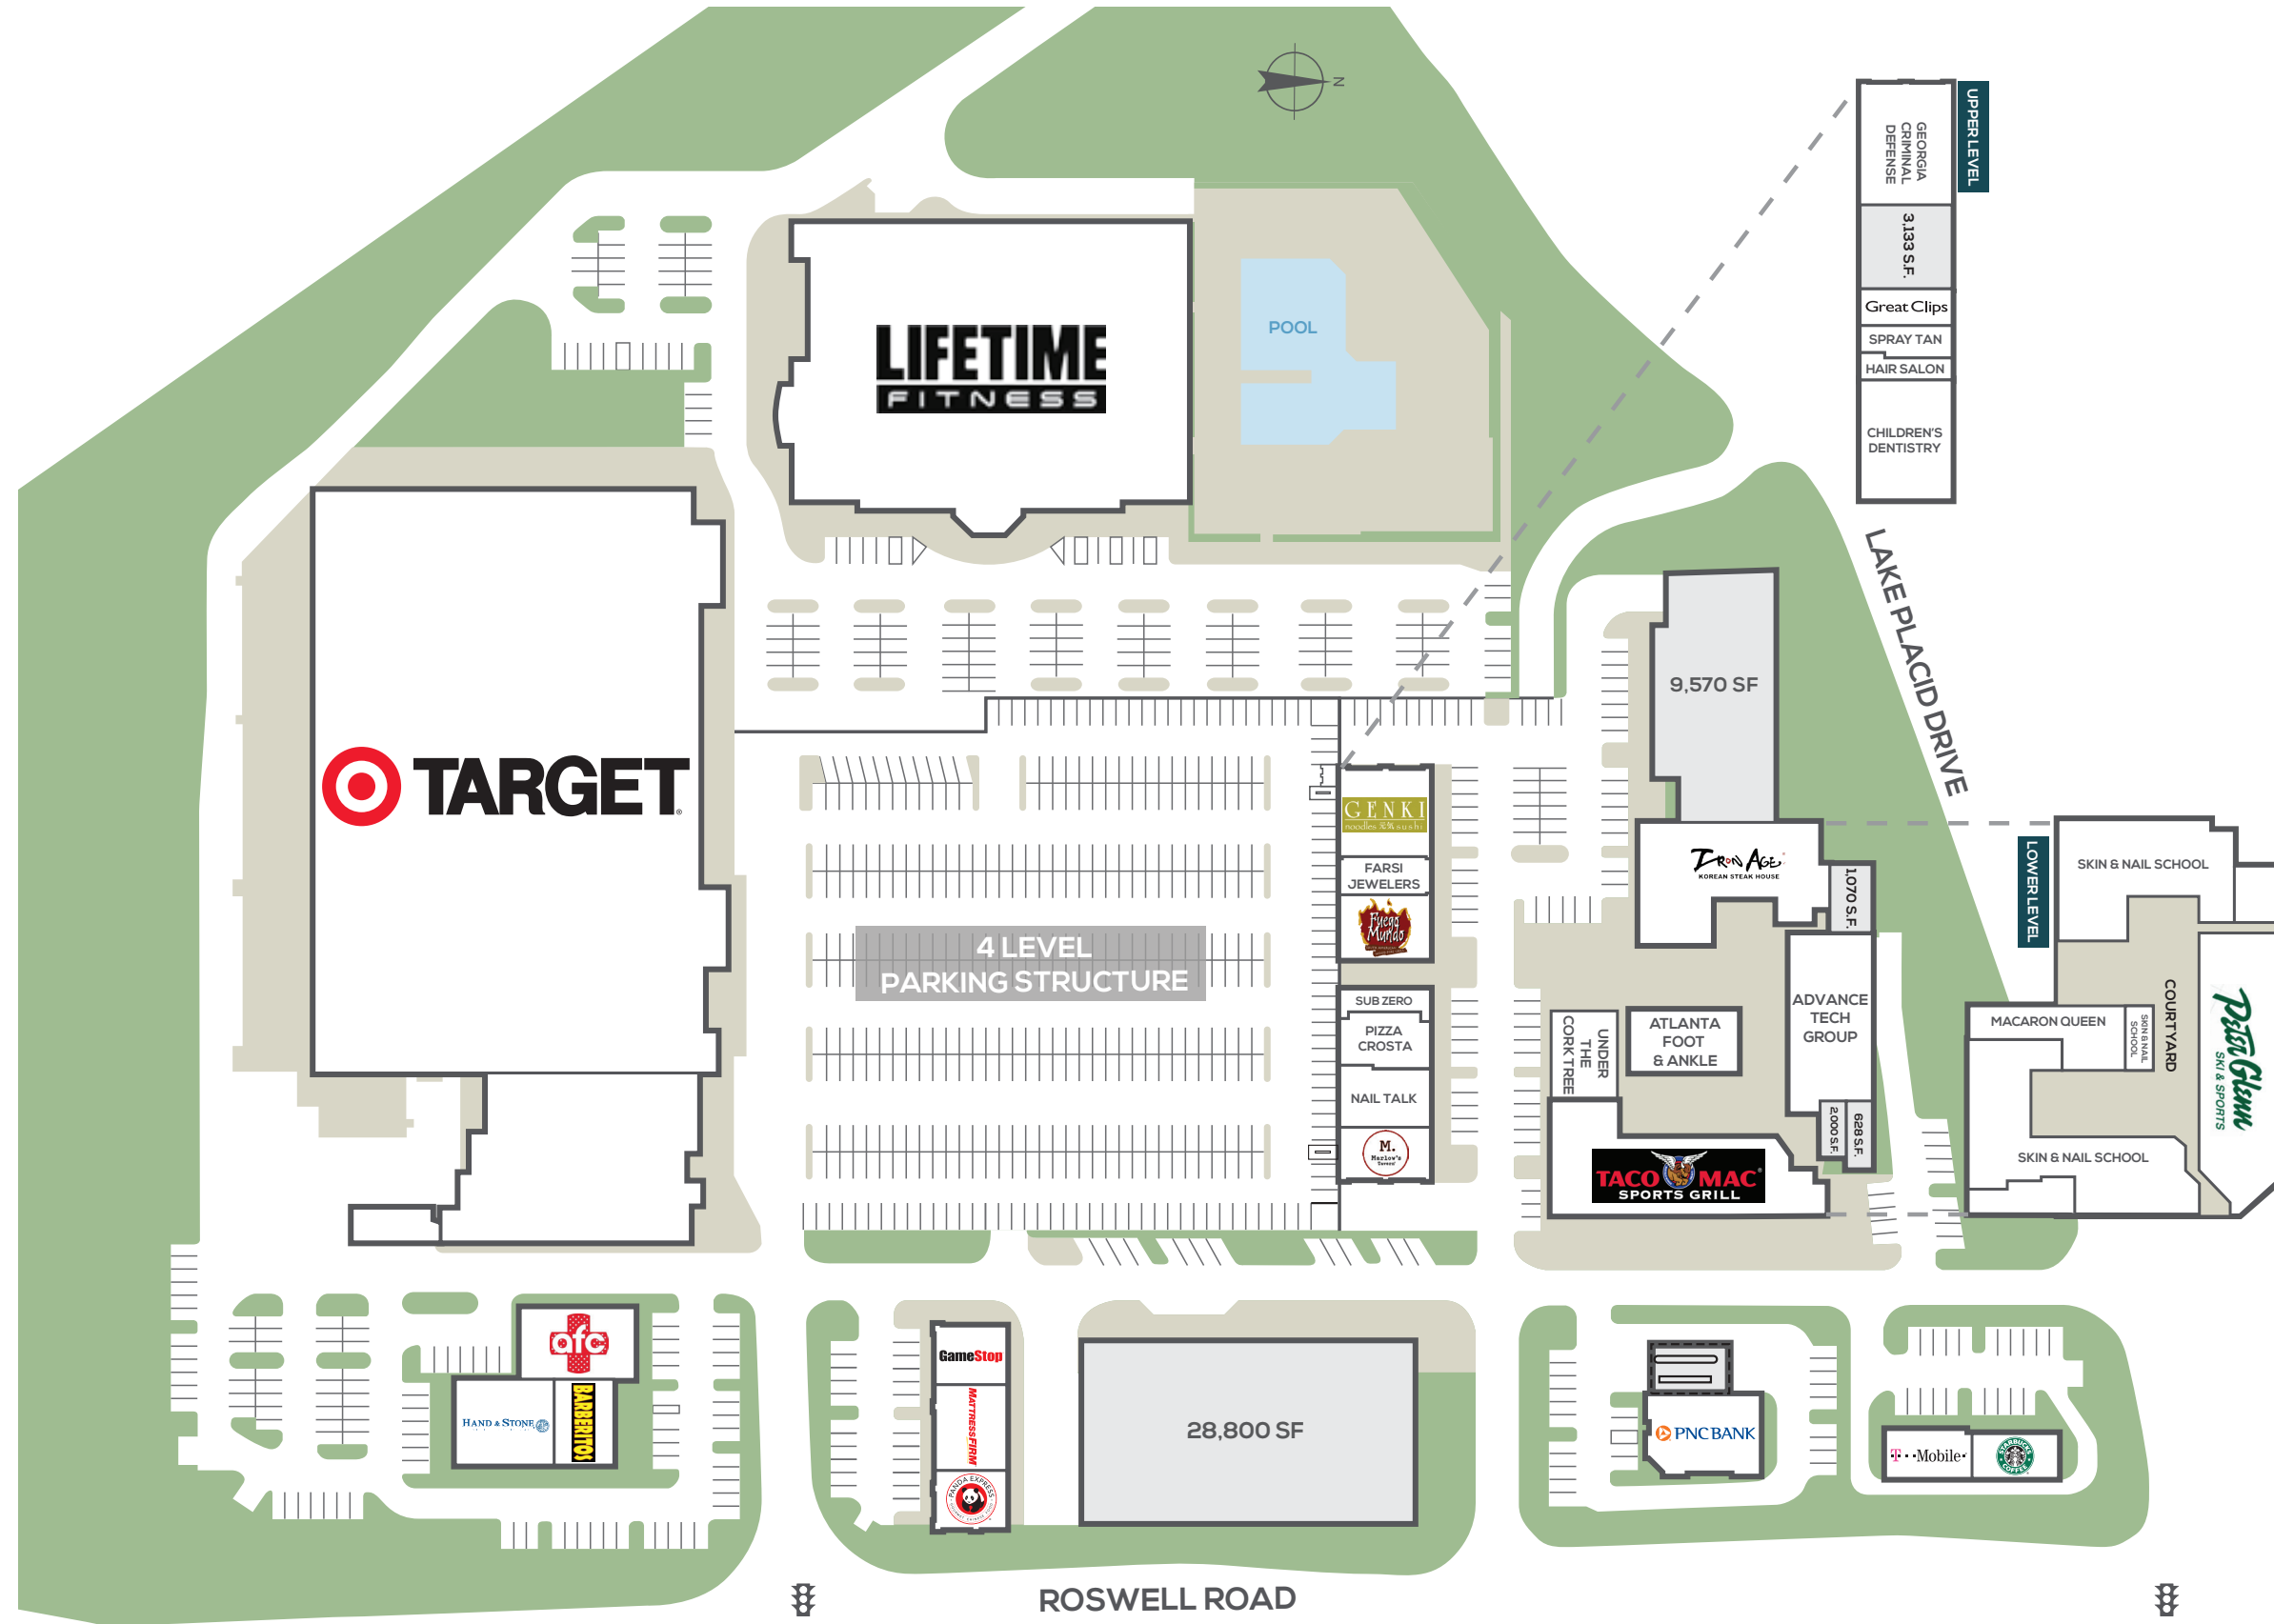 N
UPPER LEVEL
GEORGIA
CRIMINAL
DEFENSE
3,133 S.F.
Great Clips
SPRAY TAN
HAIR SALON
CHILDREN'S
DENTISTRY
LIFETIME
FITNESS
POOL
LAKE PLACID DRIVE
TARGET
9,570 SF
GENKI
noodles
sushi
FARSI
JEWELERS
Fuego
Mundo
IRON AGE
KOREAN STEAK HOUSE
1,070 S.F.
LOWER LEVEL
SKIN & NAIL SCHOOL
4 LEVEL
PARKING STRUCTURE
SUB ZERO
PIZZA
CROSTA
NAIL TALK
M.
Marlow's
Tavern
UNDER
THE
CORK TREE
ATLANTA
FOOT
& ANKLE
ADVANCE
TECH
GROUP
2,000 S.F.
628 S.F.
TACO MAC
SPORTS GRILL
MACARON QUEEN
SKIN & NAIL
SCHOOL
COURTYARD
Peter Glenn
SKI & SPORTS
SKIN & NAIL SCHOOL
afc
HAND & STONE
BARBERITOS
GameStop
MATTRESSFIRM
PANDA EXPRESS
28,800 SF
PNC BANK
T-Mobile
STARBUCKS
COFFEE
ROSWELL ROAD